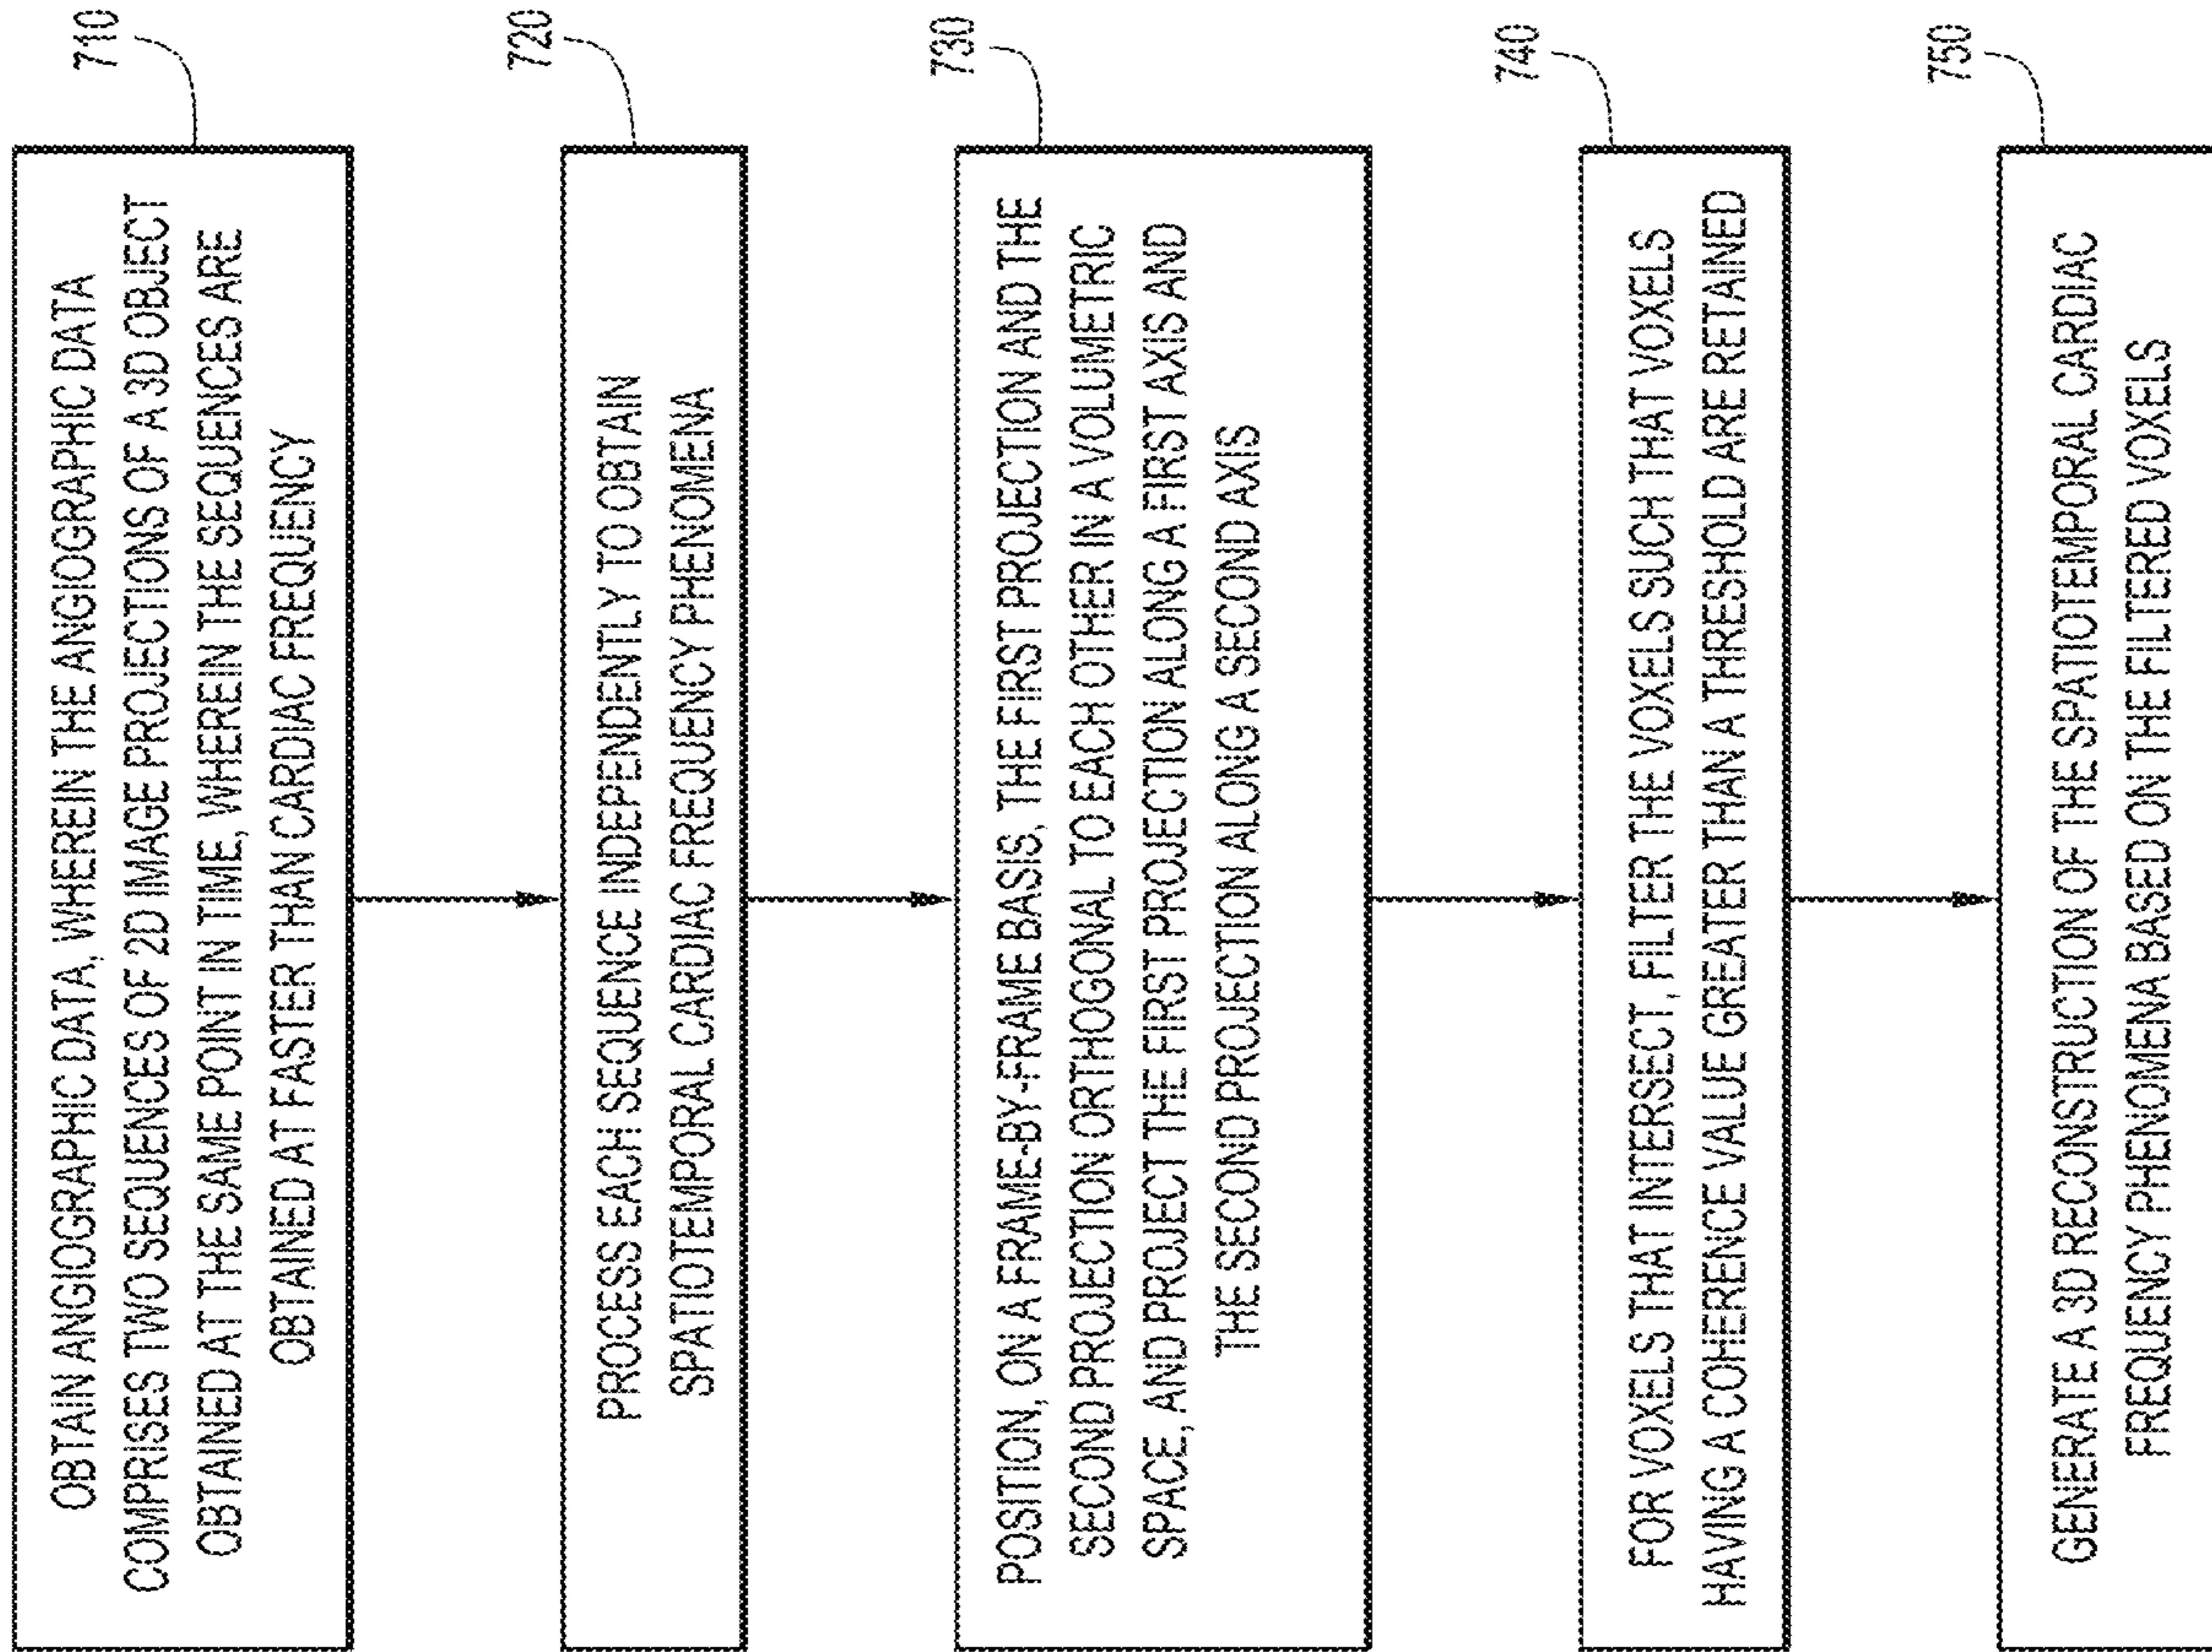 710
OBTAIN ANGIOGRAPHIC DATA, WHEREIN THE ANGIOGRAPHIC DATA
COMPRISES TWO SEQUENCES OF 2D IMAGE PROJECTIONS OF A 3D OBJECT
OBTAINED AT THE SAME POINT IN TIME, WHEREIN THE SEQUENCES ARE
OBTAINED AT FASTER THAN CARDIAC FREQUENCY
720
PROCESS EACH SEQUENCE INDEPENDENTLY TO OBTAIN
SPATIOTEMPORAL CARDIAC FREQUENCY PHENOMENA
730
POSITION, ON A FRAME-BY-FRAME BASIS, THE FIRST PROJECTION AND THE
SECOND PROJECTION ORTHOGONAL TO EACH OTHER IN A VOLUMETRIC
SPACE, AND PROJECT THE FIRST PROJECTION ALONG A FIRST AXIS AND
THE SECOND PROJECTION ALONG A SECOND AXIS
740
FOR VOXELS THAT INTERSECT, FILTER THE VOXELS SUCH THAT VOXELS
HAVING A COHERENCE VALUE GREATER THAN A THRESHOLD ARE RETAINED
750
GENERATE A 3D RECONSTRUCTION OF THE SPATIOTEMPORAL CARDIAC
FREQUENCY PHENOMENA BASED ON THE FILTERED VOXELS